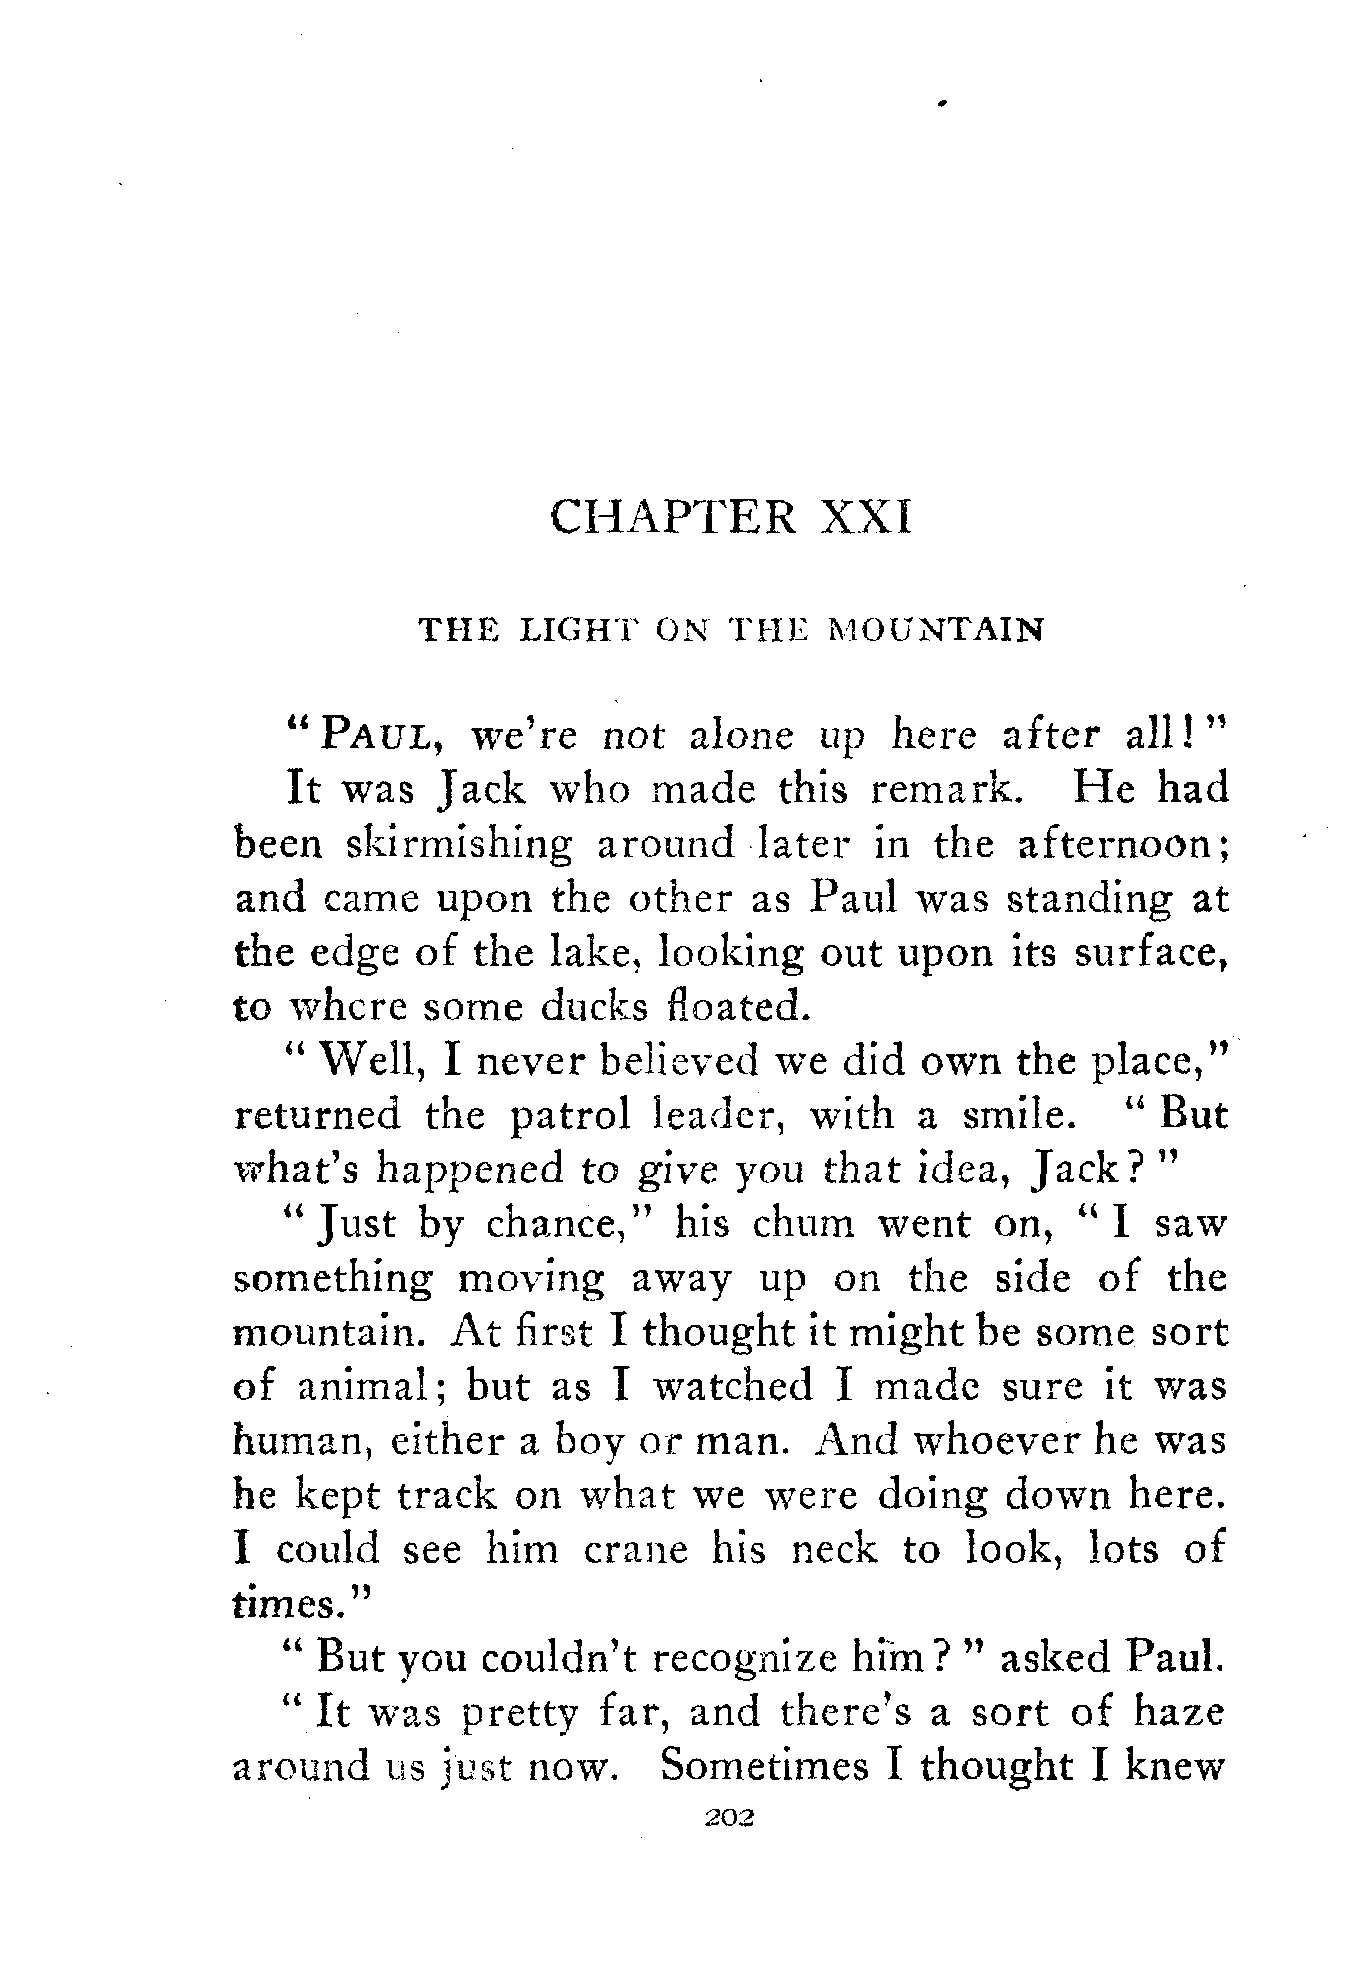 CHAPTER XXI
THE LIGHT ON THE MOUNTAIN
" PAUL, we're not alone up here after all ! "
It was Jack who made this remark. He had
been skirmishing around later in the afternoon ;
and came upon the other as Paul was standing at
the edge of the lake, looking out upon its surface,
to where some ducks floated.
" Well, I never believed we did own the place,"
returned the patrol leader, with a smile. " But
what's happened to give you that idea, Jack ? "
" Just by chance," his chum went on, " I saw
something moving away up on the side of the
mountain. At first I thought it might be some sort
of animal ; but as I watched I made sure it was
human, either a boy or man. And whoever he was
he kept track on what we were doing down here.
I could see him crane his neck to look, lots of
times."
" But you couldn't recognize him ? " asked Paul.
" It was pretty far, and there's a sort of haze
around us just now. Sometimes I thought I knew
202